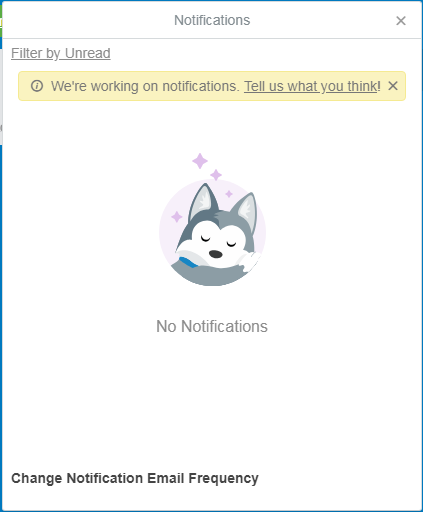 Notifications
Filter by Unread
We're working on notifications. Tell us what you think!
No Notifications
Change Notification Email Frequency